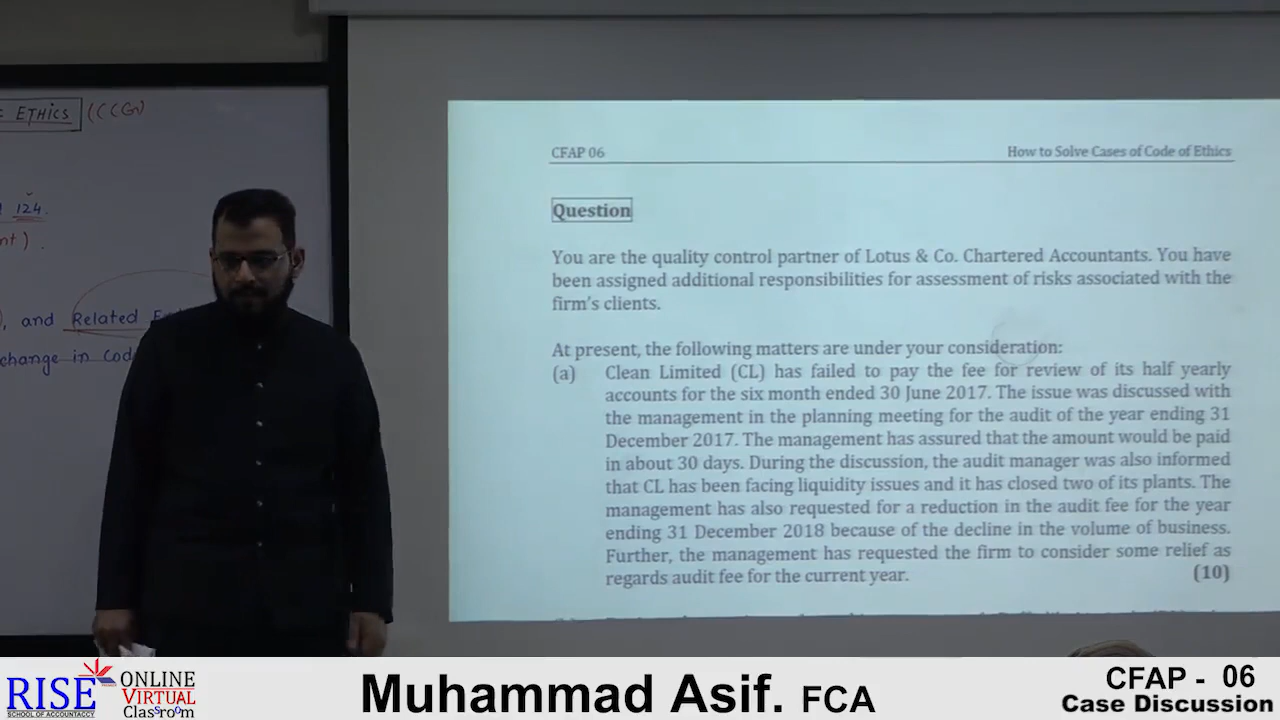 ETHICS (CCG)
124.
nt).
, and Related
change in Cod
CFAP 06 How to Solve Cases of Code of Ethics
Question
You are the quality control partner of Lotus & Co. Chartered Accountants. You have
been assigned additional responsibilities for assessment of risks associated with the
firm's clients.
At present, the following matters are under your consideration:
(a) Clean Limited (CL) has failed to pay the fee for review of its half yearly
accounts for the six month ended 30 June 2017. The issue was discussed with
the management in the planning meeting for the audit of the year ending 31
December 2017. The management has assured that the amount would be paid
in about 30 days. During the discussion, the audit manager was also informed
that CL has been facing liquidity issues and it has closed two of its plants. The
management has also requested for a reduction in the audit fee for the year
ending 31 December 2018 because of the decline in the volume of business.
Further, the management has requested the firm to consider some relief as
regards audit fee for the current year. (10)
RISE
SCHOOL OF ACCOUNTANCY
ONLINE
VIRTUAL
Classroom
Muhammad Asif. FCA
CFAP - 06
Case Discussion